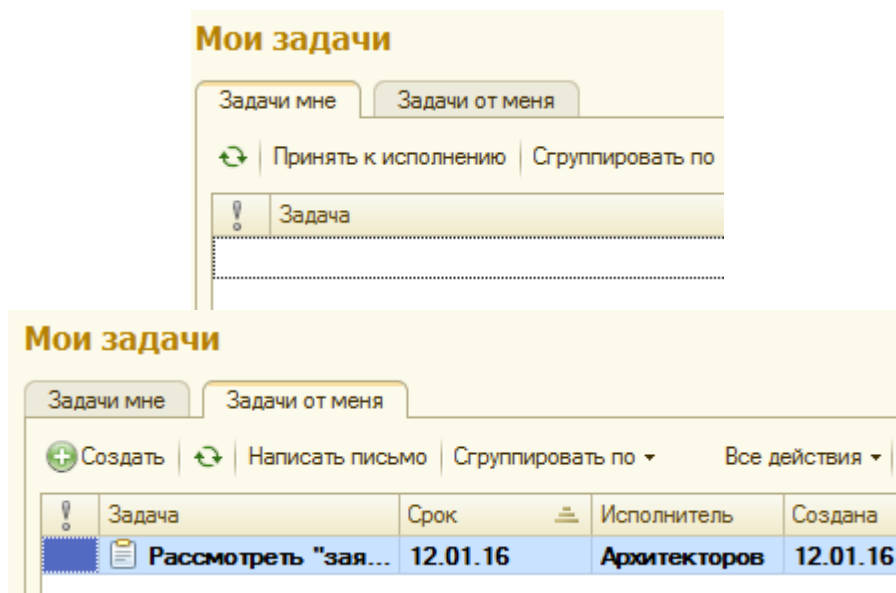 Мои задачи
Задачи мне Задачи от меня
Принять к исполнению Сгруппировать по
Задача
Мои задачи
Задачи мне Задачи от меня
Создать Написать письмо Сгруппировать по Все действия
Задача Срок Исполнитель Создана
Рассмотреть "зая... 12.01.16 Архитекторов 12.01.16